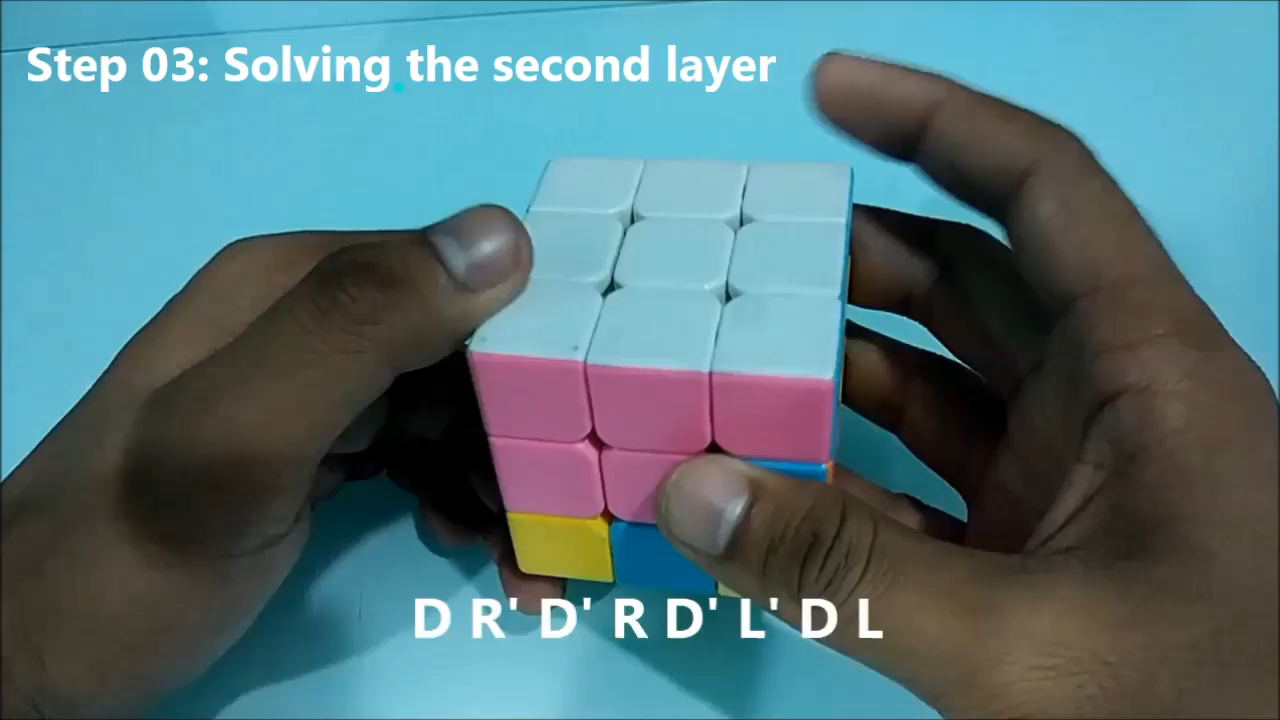 Step 03: Solving the second layer
D R' D' R D' L' D L